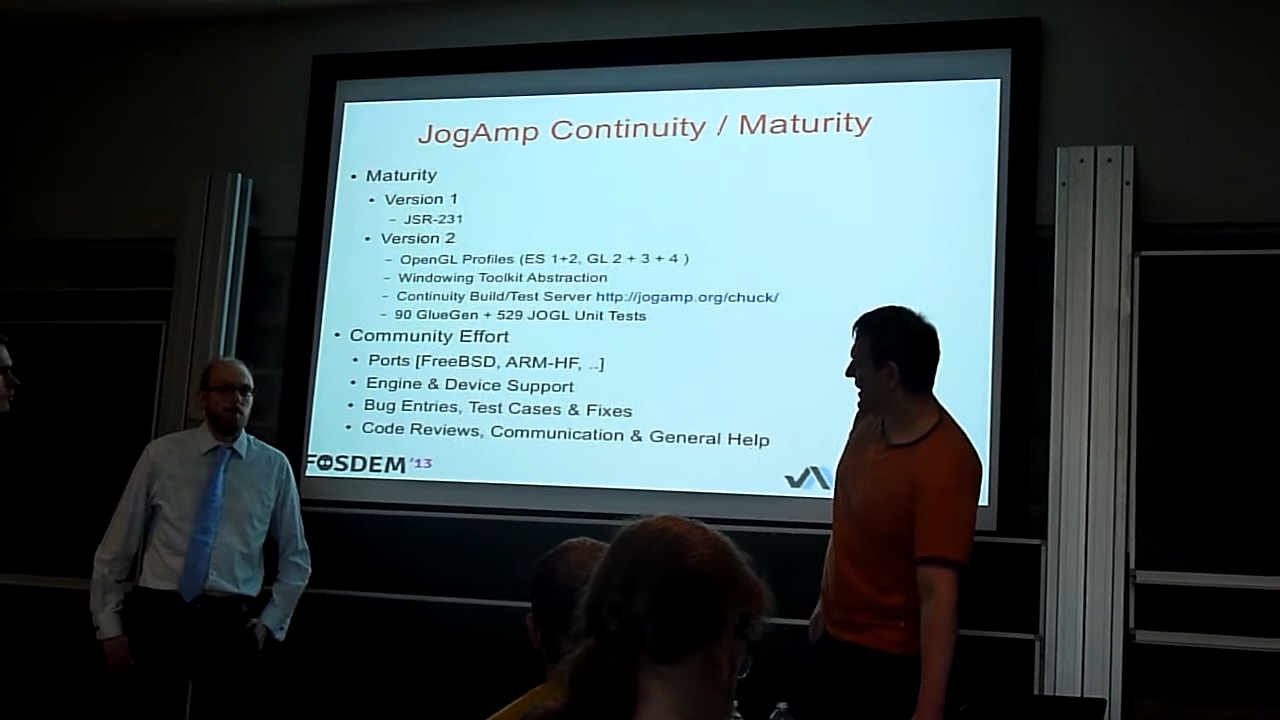 JogAmp Continuity / Maturity
• Maturity
• Version 1
– JSR-231
• Version 2
– OpenGL Profiles (ES 1+2, GL 2 + 3 + 4 )
– Windowing Toolkit Abstraction
– Continuity Build/Test Server http://jogamp.org/chuck/
– 90 GlueGen + 529 JOGL Unit Tests
• Community Effort
• Ports [FreeBSD, ARM-HF, ..]
• Engine & Device Support
• Bug Entries, Test Cases & Fixes
• Code Reviews, Communication & General Help
FOSDEM '13